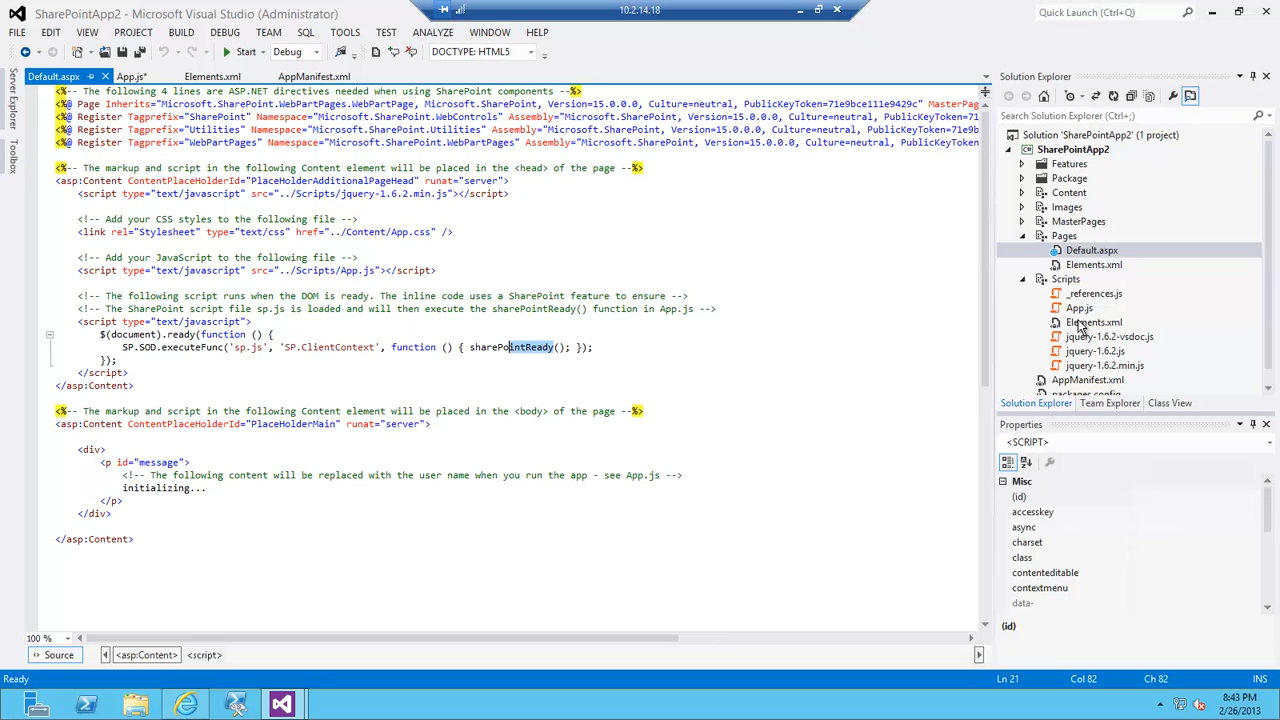 10.2.14.18
SharePointApp2 - Microsoft Visual Studio (Administrator)
Quick Launch (Ctrl+Q)
FILE EDIT VIEW PROJECT BUILD DEBUG TEAM SQL TOOLS TEST ANALYZE WINDOW HELP
Start Debug DOCTYPE: HTML5
Server Explorer
Toolbox
Default.aspx App.js* Elements.xml AppManifest.xml
<%-- The following 4 lines are ASP.NET directives needed when using SharePoint components --%>
<%@ Page Inherits="Microsoft.SharePoint.WebPartPages.WebPartPage, Microsoft.SharePoint, Version=15.0.0.0, Culture=neutral, PublicKeyToken=71e9bce111e9429c" MasterPag
<%@ Register Tagprefix="SharePoint" Namespace="Microsoft.SharePoint.WebControls" Assembly="Microsoft.SharePoint, Version=15.0.0.0, Culture=neutral, PublicKeyToken=71e
<%@ Register Tagprefix="Utilities" Namespace="Microsoft.SharePoint.Utilities" Assembly="Microsoft.SharePoint, Version=15.0.0.0, Culture=neutral, PublicKeyToken=71e9b
<%@ Register Tagprefix="WebPartPages" Namespace="Microsoft.SharePoint.WebPartPages" Assembly="Microsoft.SharePoint, Version=15.0.0.0, Culture=neutral, PublicKeyToken
<%-- The markup and script in the following Content element will be placed in the <head> of the page --%>
<asp:Content ContentPlaceHolderId="PlaceHolderAdditionalPageHead" runat="server">
<script type="text/javascript" src="../Scripts/jquery-1.6.2.min.js"></script>
<!-- Add your CSS styles to the following file -->
<link rel="Stylesheet" type="text/css" href="../Content/App.css" />
<!-- Add your JavaScript to the following file -->
<script type="text/javascript" src="../Scripts/App.js"></script>
<!-- The following script runs when the DOM is ready. The inline code uses a SharePoint feature to ensure -->
<!-- The SharePoint script file sp.js is loaded and will then execute the sharePointReady() function in App.js -->
<script type="text/javascript">
$(document).ready(function () {
SP.SOD.executeFunc('sp.js', 'SP.ClientContext', function () { sharePointReady(); });
});
</script>
</asp:Content>
<%-- The markup and script in the following Content element will be placed in the <body> of the page --%>
<asp:Content ContentPlaceHolderId="PlaceHolderMain" runat="server">
<div>
<p id="message">
<!-- The following content will be replaced with the user name when you run the app - see App.js -->
initializing...
</p>
</div>
</asp:Content>
100 %
Source <asp:Content> <script>
Solution Explorer
Search Solution Explorer (Ctrl+;)
Solution 'SharePointApp2' (1 project)
SharePointApp2
Features
Package
Content
Images
MasterPages
Pages
Default.aspx
Elements.xml
Scripts
_references.js
App.js
Elements.xml
jquery-1.6.2-vsdoc.js
jquery-1.6.2.js
jquery-1.6.2.min.js
AppManifest.xml
packages.config
Solution Explorer Team Explorer Class View
Properties
<SCRIPT>
Misc
(id)
accesskey
async
charset
class
contenteditable
contextmenu
data-
(id)
Ready Ln 21 Col 82 Ch 82 INS
8:43 PM
2/26/2013